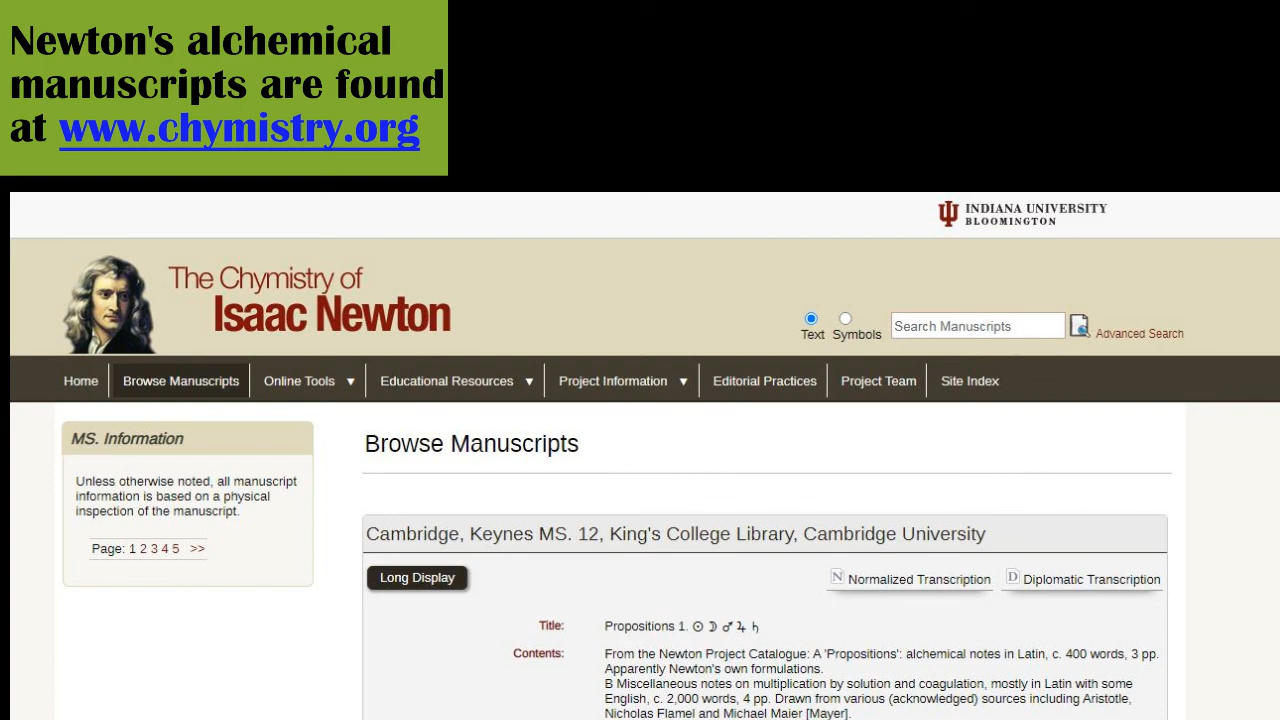 Newton's alchemical
manuscripts are found
at www.chymistry.org
INDIANA UNIVERSITY
BLOOMINGTON
The Chymistry of
Isaac Newton
Text Symbols Search Manuscripts Advanced Search
Home Browse Manuscripts Online Tools ▼ Educational Resources ▼ Project Information ▼ Editorial Practices Project Team Site Index
MS. Information
Unless otherwise noted, all manuscript
information is based on a physical
inspection of the manuscript.
Page: 1 2 3 4 5 >>
Browse Manuscripts
Cambridge, Keynes MS. 12, King's College Library, Cambridge University
Long Display N Normalized Transcription D Diplomatic Transcription
Title: Propositions 1. ☉ ☽ ♂ ♃ ♄
Contents: From the Newton Project Catalogue: A 'Propositions': alchemical notes in Latin, c. 400 words, 3 pp.
Apparently Newton's own formulations.
B Miscellaneous notes on multiplication by solution and coagulation, mostly in Latin with some
English, c. 2,000 words, 4 pp. Drawn from various (acknowledged) sources including Aristotle,
Nicholas Flamel and Michael Maier [Mayer].